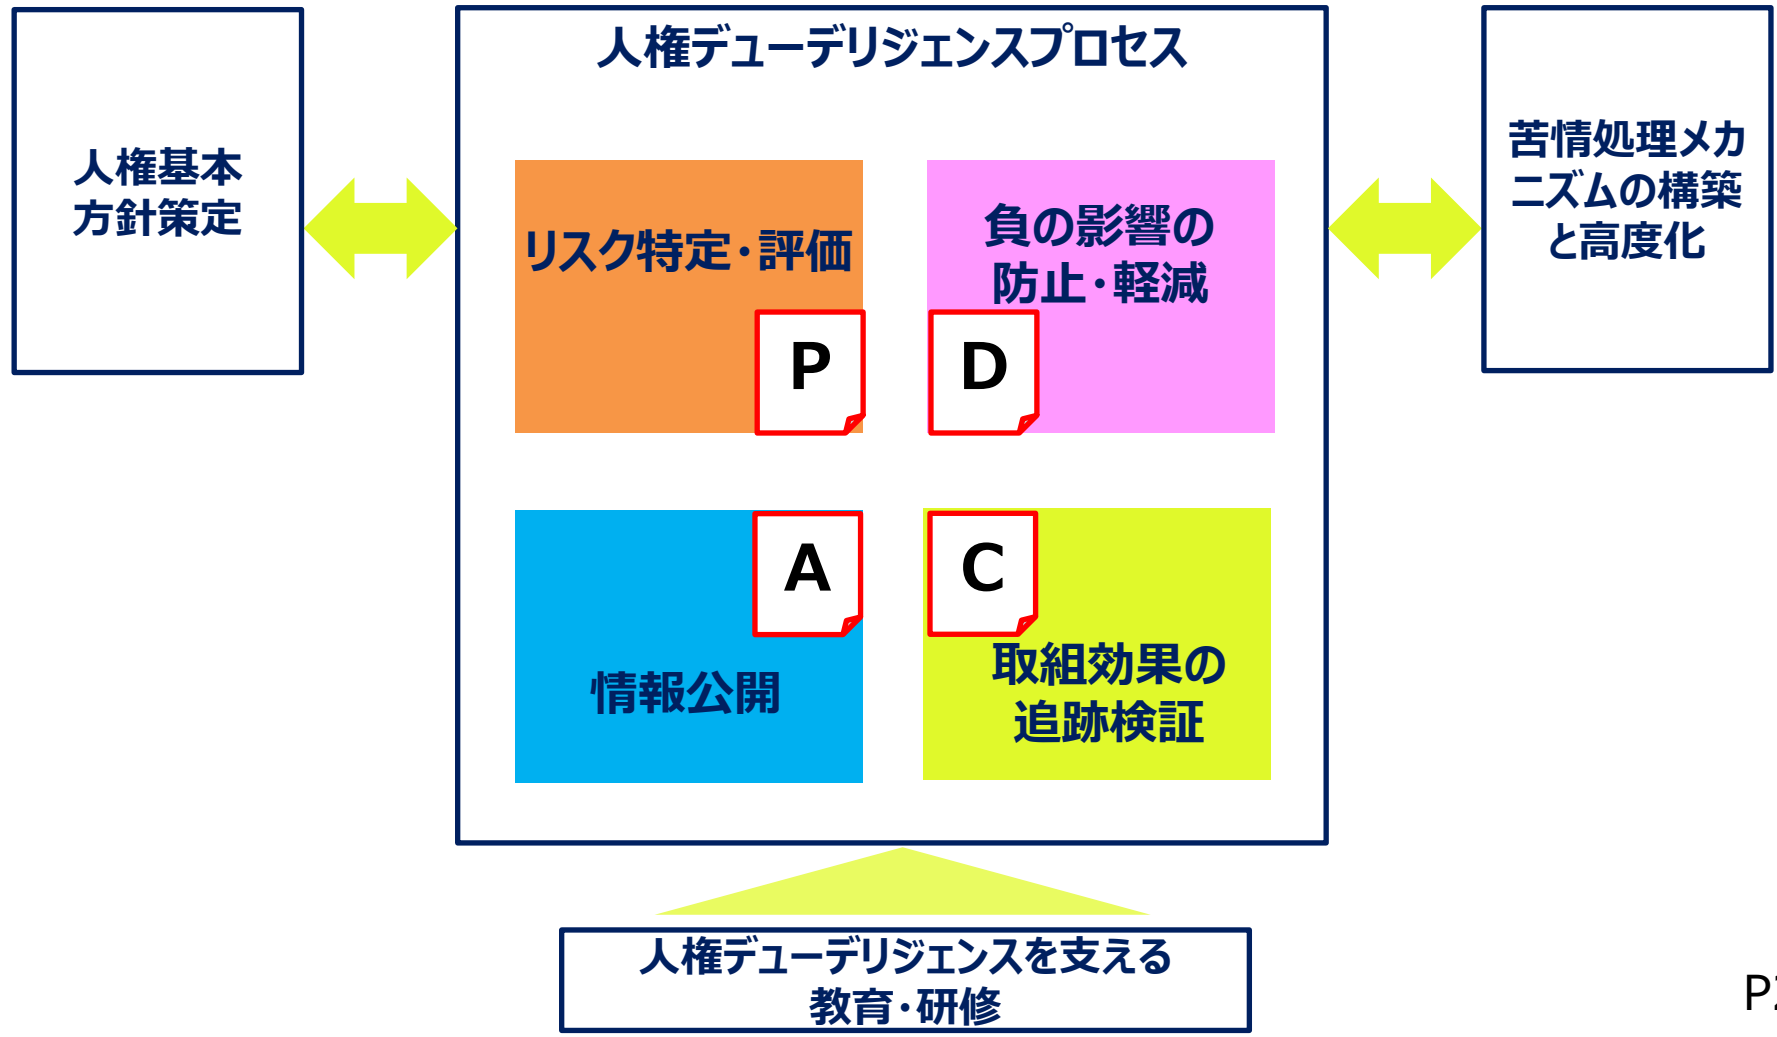 人権基本
方針策定
人権デューデリジェンスプロセス
リスク特定・評価
P
負の影響の
防止・軽減
D
A
情報公開
C
取組効果の
追跡検証
苦情処理メカ
ニズムの構築
と高度化
人権デューデリジェンスを支える
教育・研修